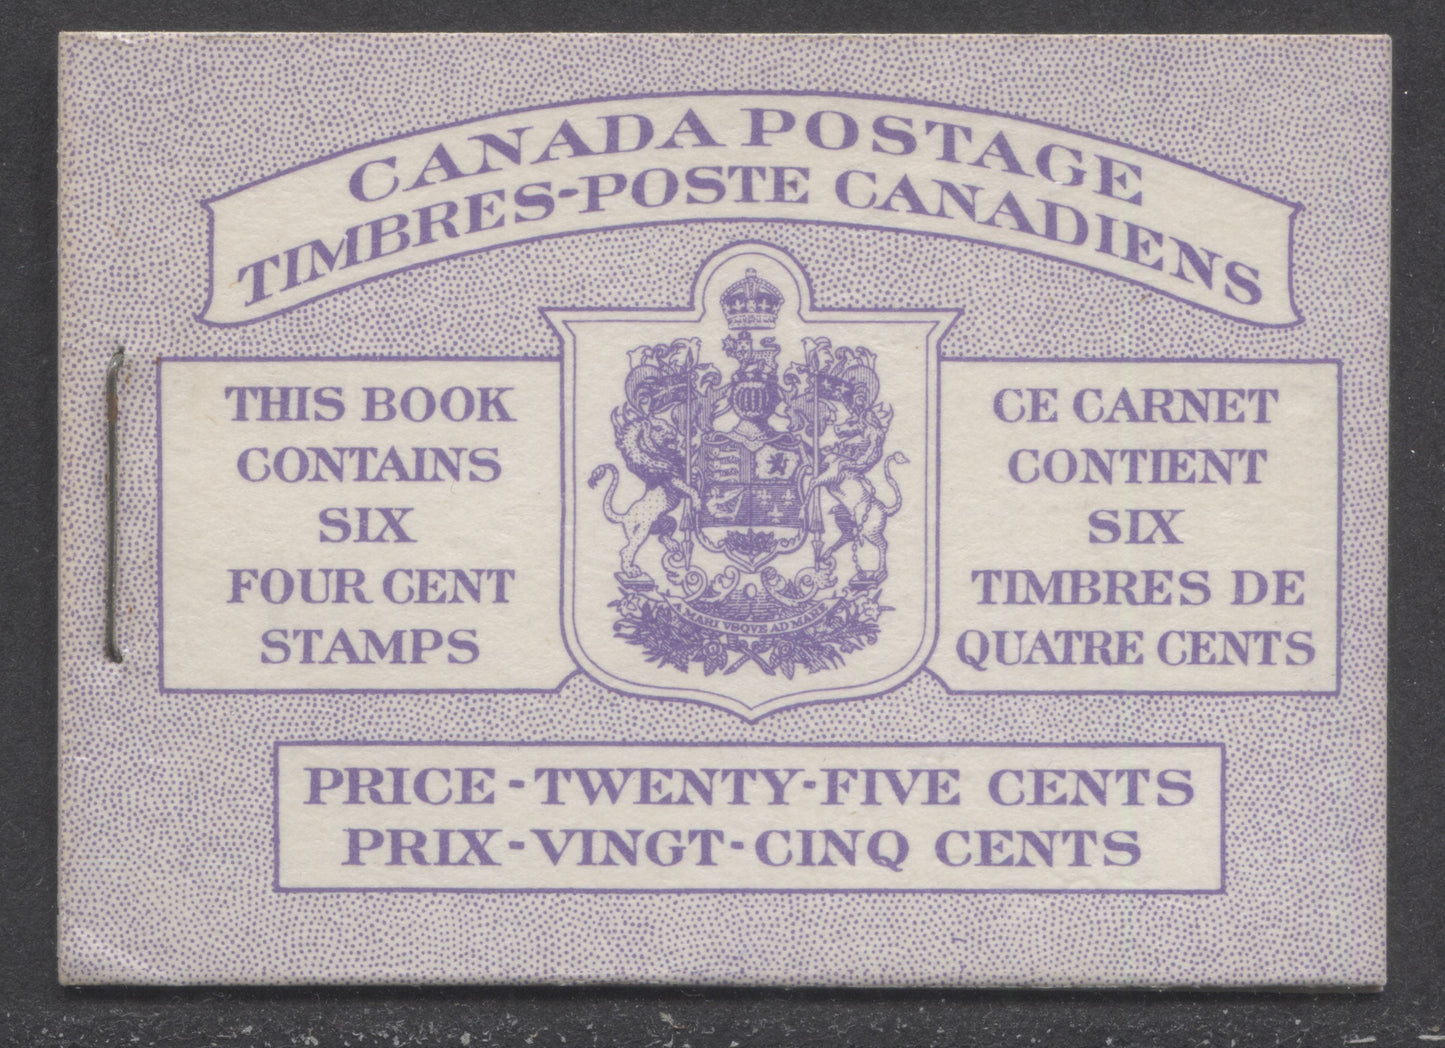 CANADA POSTAGE
TIMBRES-POSTE CANADIENS
THIS BOOK
CONTAINS
SIX
FOUR CENT
STAMPS
A MARI VSQVE AD MARE
CE CARNET
CONTIENT
SIX
TIMBRES DE
QUATRE CENTS
PRICE - TWENTY-FIVE CENTS
PRIX - VINGT-CINQ CENTS